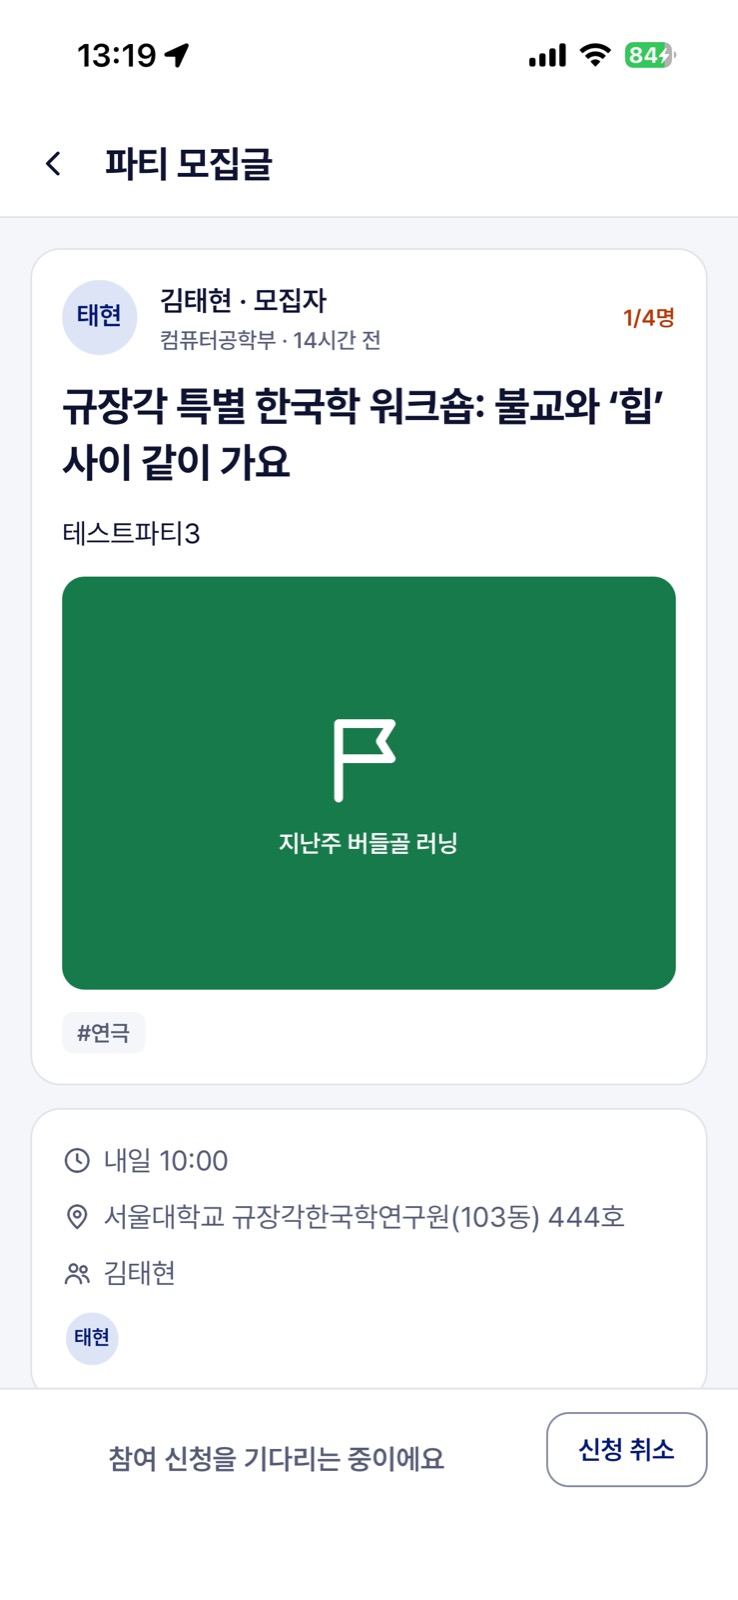 13:19
84
파티 모집글
태현
김태현 · 모집자
컴퓨터공학부 · 14시간 전
1/4명
규장각 특별 한국학 워크숍: 불교와 ‘힙’
사이 같이 가요
테스트파티3
지난주 버들골 러닝
#연극
내일 10:00
서울대학교 규장각한국학연구원(103동) 444호
김태현
태현
참여 신청을 기다리는 중이에요
신청 취소